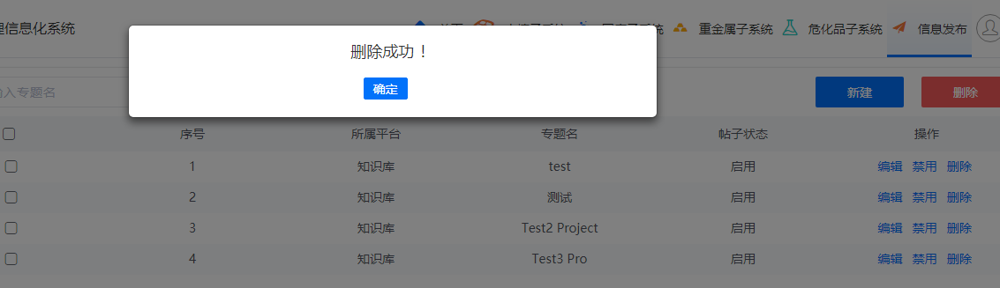 理信息化系统
重金属子系统 危化品子系统 信息发布
删除成功！
确定
输入专题名 新建 删除
序号 所属平台 专题名 帖子状态 操作
1 知识库 test 启用 编辑 禁用 删除
2 知识库 测试 启用 编辑 禁用 删除
3 知识库 Test2 Project 启用 编辑 禁用 删除
4 知识库 Test3 Pro 启用 编辑 禁用 删除